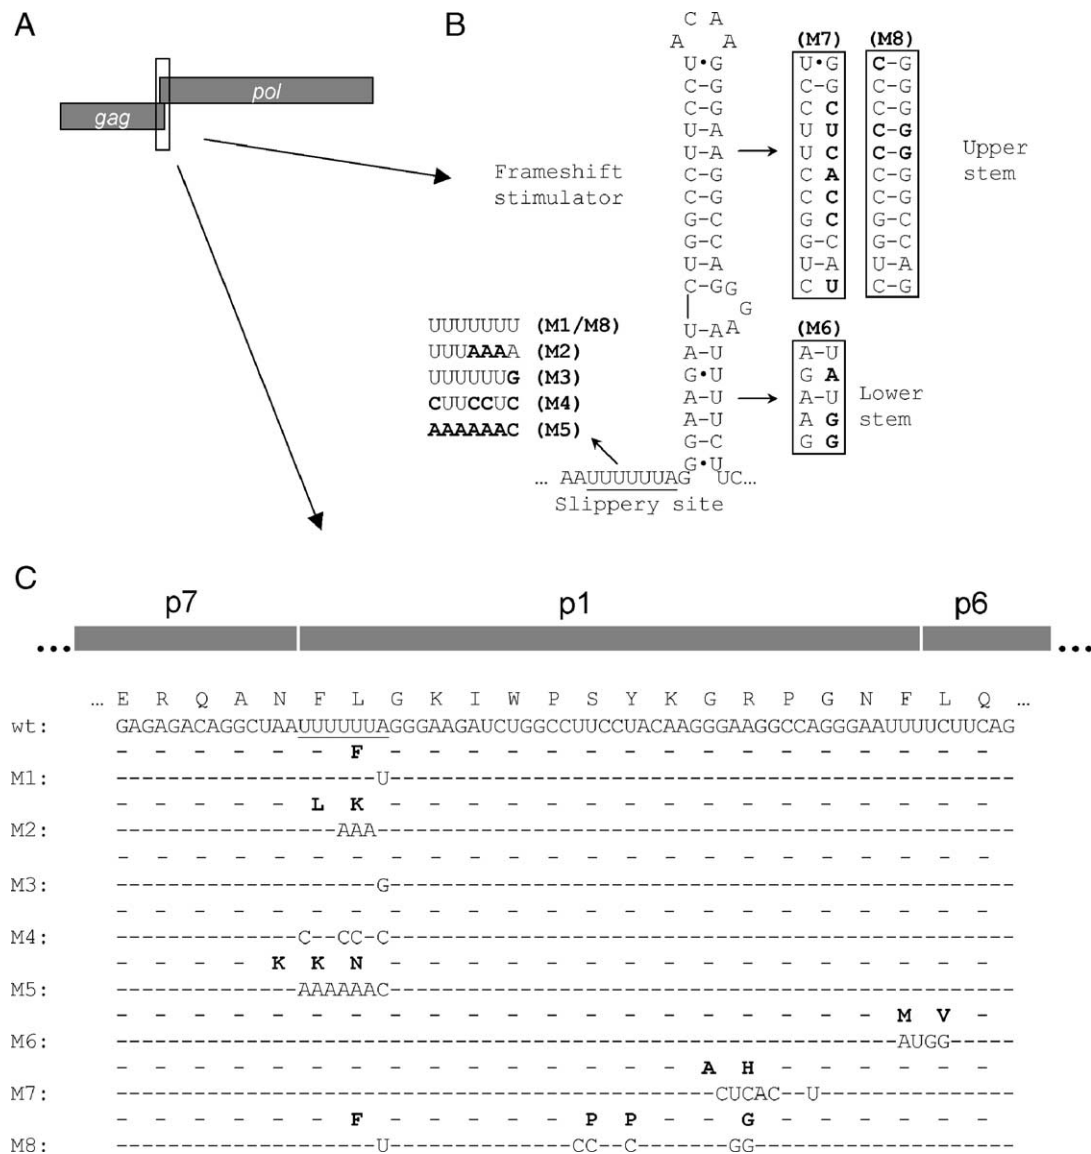 A
gag
pol
B
Frameshift
stimulator
C A
A A
U•G
C-G
C-G
U-A
U-A
C-G
C-G
G-C
G-C
U-A
C-GG
G
U-AA
A-U
G•U
A-U
A-U
G-C
G•U
... AAUUUUUUAG UC...
Slippery site
(M7)
U•G
C-G
C C
U U
U C
C A
C C
G-C
U-A
C U
(M8)
C-G
C-G
C-G
C-G
C-G
C-G
C-G
G-C
G-C
U-A
C-G
Upper
stem
(M6)
A-U
G A
A U
A G
G G
Lower
stem
UUUUUUU (M1/M8)
UUUAAAA (M2)
UUUUUUG (M3)
CUUCCUC (M4)
AAAAAAC (M5)
C
p7 p1 p6
... ...
... E R Q A N F L G K I W P S Y K G R P G N F L Q ...
wt: GAGAGACAGGCUAAUUUUUUAGGGAAGAUCUGGCCUUCCUACAAGGGAAGGCCAGGGAAUUUUCUUCAG
F
M1: U
L K
M2: AAA
M3: G
M4: C--CC-C
K K N
M5: AAAAAAC
M V
M6: AUGG
A H
M7: CUCAC--U
F P P G
M8: U CC--C GG